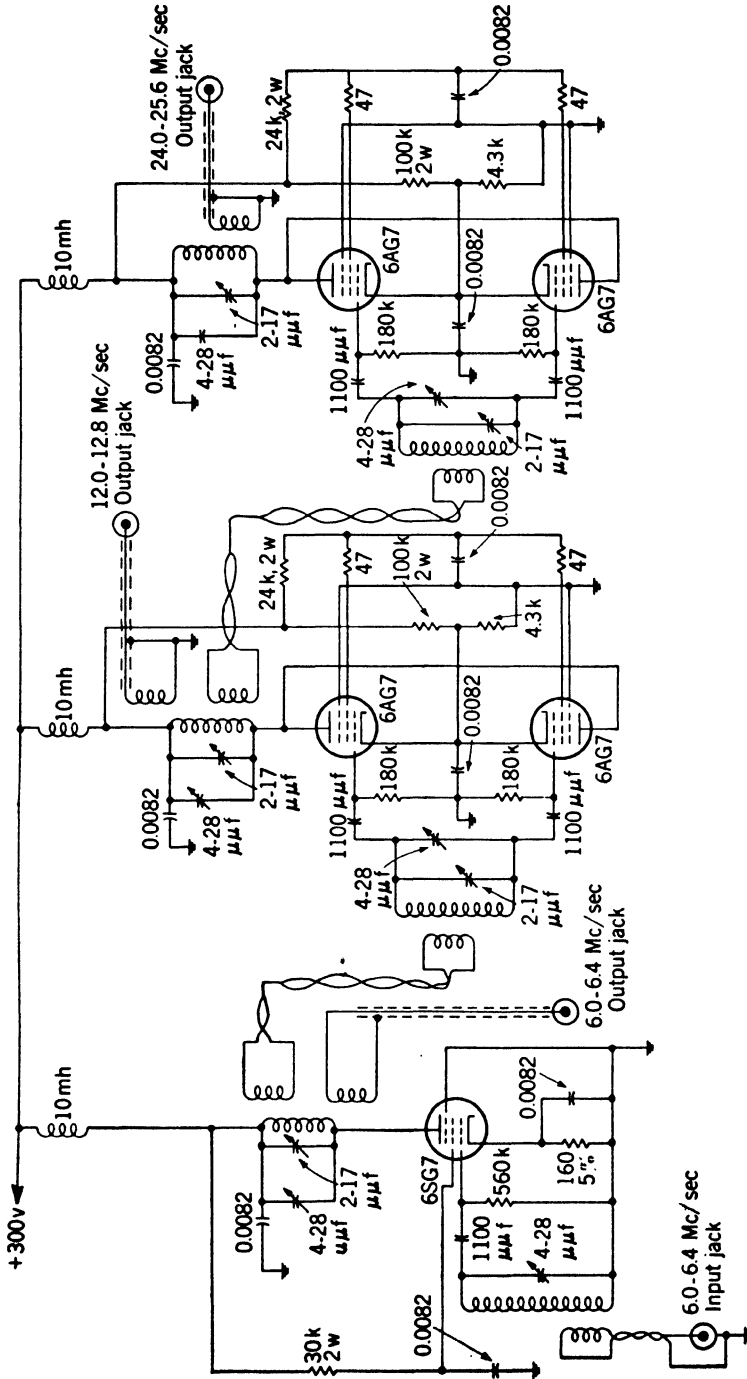 +300v
10mh
10mh
10mh
12.0-12.8 Mc/sec
Output jack
24.0-25.6 Mc/sec
Output jack
0.0082
4-28
μμf
2-17
μμf
0.0082
4-28
μμf
2-17
μμf
0.0082
4-28
μμf
2-17
μμf
30k
2w
24k, 2w
24k, 2w
6SG7
1100
μμf
560k
4-28
μμf
160
5%
0.0082
0.0082
6.0-6.4 Mc/sec
Input jack
6.0-6.4 Mc/sec
Output jack
4-28
μμf
2-17
μμf
1100 μμf
1100 μμf
180k
180k
0.0082
6AG7
6AG7
47
47
100k
2w
4.3k
0.0082
4-28
μμf
2-17
μμf
1100 μμf
1100 μμf
180k
180k
0.0082
6AG7
6AG7
47
47
100k
2w
4.3k
0.0082